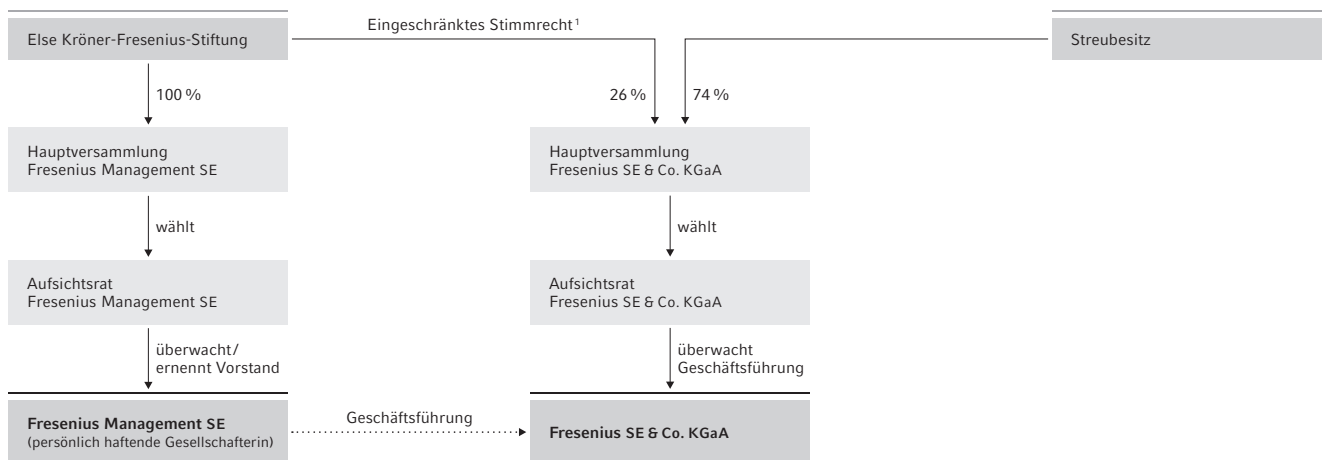 Else Kröner-Fresenius-Stiftung
Eingeschränktes Stimmrecht¹
Streubesitz
100 %
26 %
74 %
Hauptversammlung
Fresenius Management SE
Hauptversammlung
Fresenius SE & Co. KGaA
wählt
wählt
Aufsichtsrat
Fresenius Management SE
Aufsichtsrat
Fresenius SE & Co. KGaA
überwacht/
ernennt Vorstand
überwacht
Geschäftsführung
Fresenius Management SE
(persönlich haftende Gesellschafterin)
Geschäftsführung
Fresenius SE & Co. KGaA